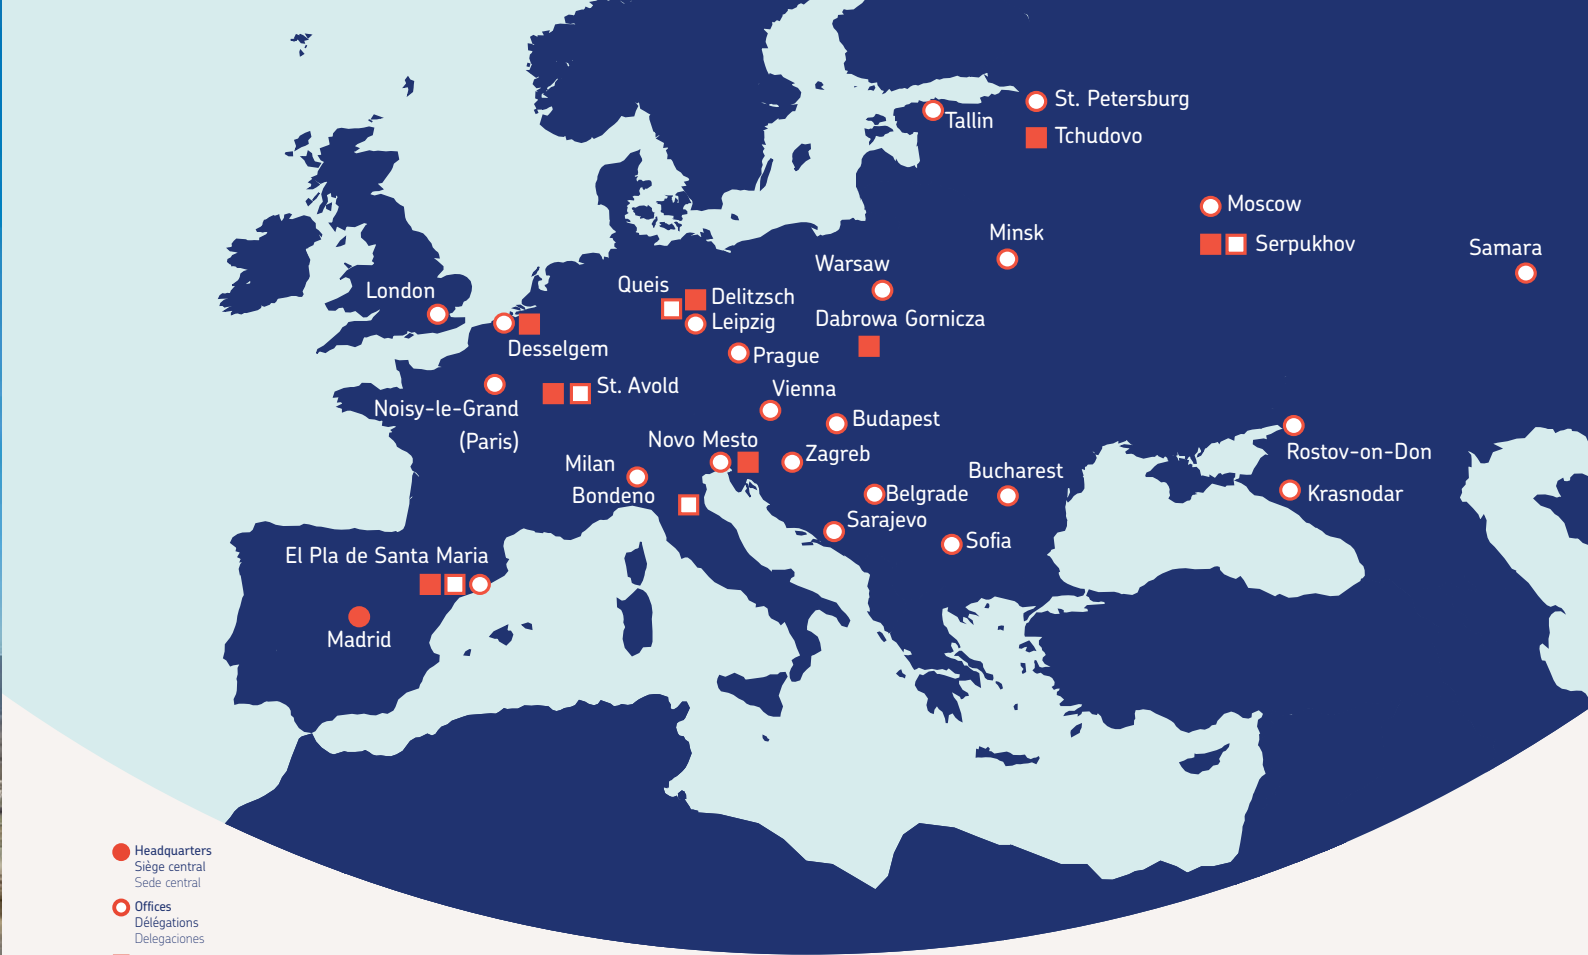 St. Petersburg
Tallin
Tchudovo
Moscow
Minsk
Serpukhov
Samara
Warsaw
Queis
London
Delitzsch
Leipzig
Dabrowa Gornicza
Desselgem
Prague
St. Avold
Vienna
Noisy-le-Grand
(Paris)
Budapest
Novo Mesto
Zagreb
Rostov-on-Don
Milan
Bucharest
Bondeno
Belgrade
Krasnodar
Sarajevo
Sofia
El Pla de Santa Maria
Madrid
Headquarters
Siège central
Sede central
Offices
Délégations
Delegaciones